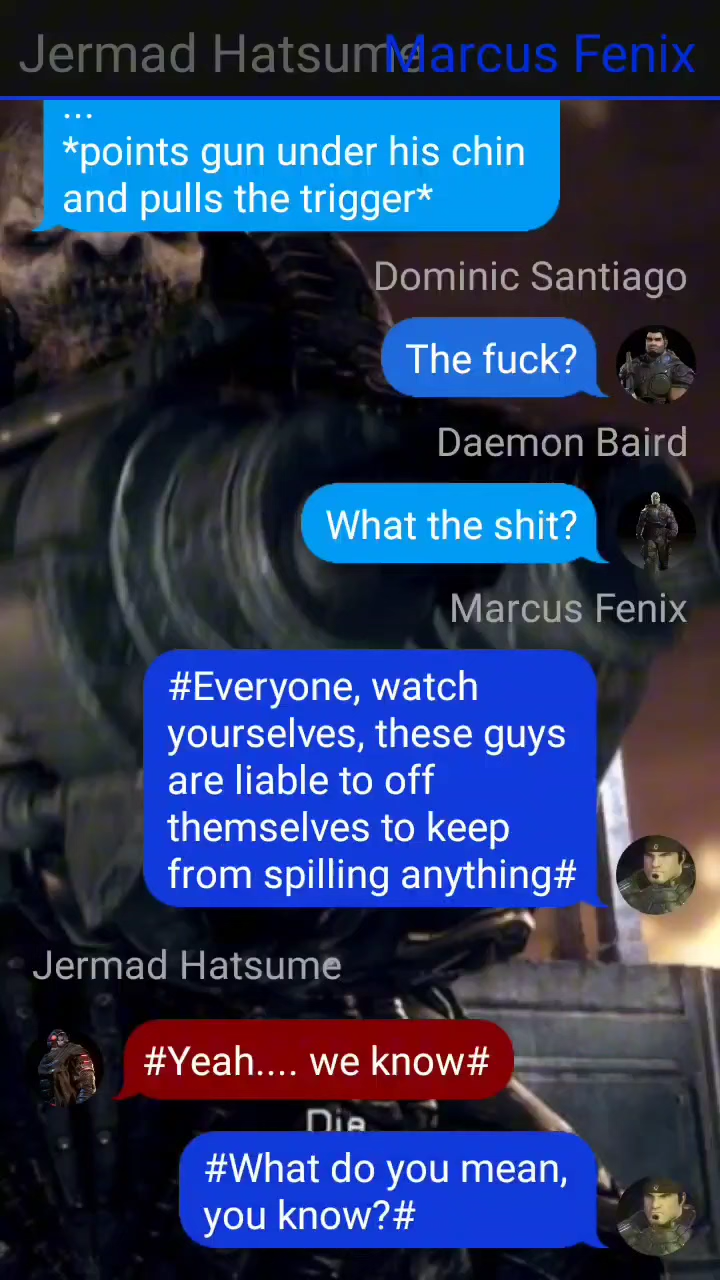 Jermad Hatsume Marcus Fenix
...
*points gun under his chin
and pulls the trigger*
Dominic Santiago
The fuck?
Daemon Baird
What the shit?
Marcus Fenix
#Everyone, watch
yourselves, these guys
are liable to off
themselves to keep
from spilling anything#
Jermad Hatsume
#Yeah.... we know#
Die
#What do you mean,
you know?#